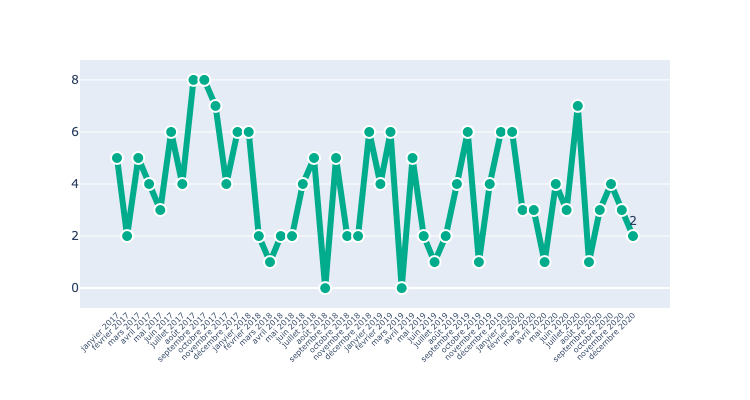 8
6
4
2
0
2
janvier 2017
février 2017
mars 2017
avril 2017
mai 2017
juin 2017
juillet 2017
août 2017
septembre 2017
octobre 2017
novembre 2017
décembre 2017
janvier 2018
février 2018
mars 2018
avril 2018
mai 2018
juin 2018
juillet 2018
août 2018
septembre 2018
octobre 2018
novembre 2018
décembre 2018
janvier 2019
février 2019
mars 2019
avril 2019
mai 2019
juin 2019
juillet 2019
août 2019
septembre 2019
octobre 2019
novembre 2019
décembre 2019
janvier 2020
février 2020
mars 2020
avril 2020
mai 2020
juin 2020
juillet 2020
août 2020
septembre 2020
octobre 2020
novembre 2020
décembre 2020